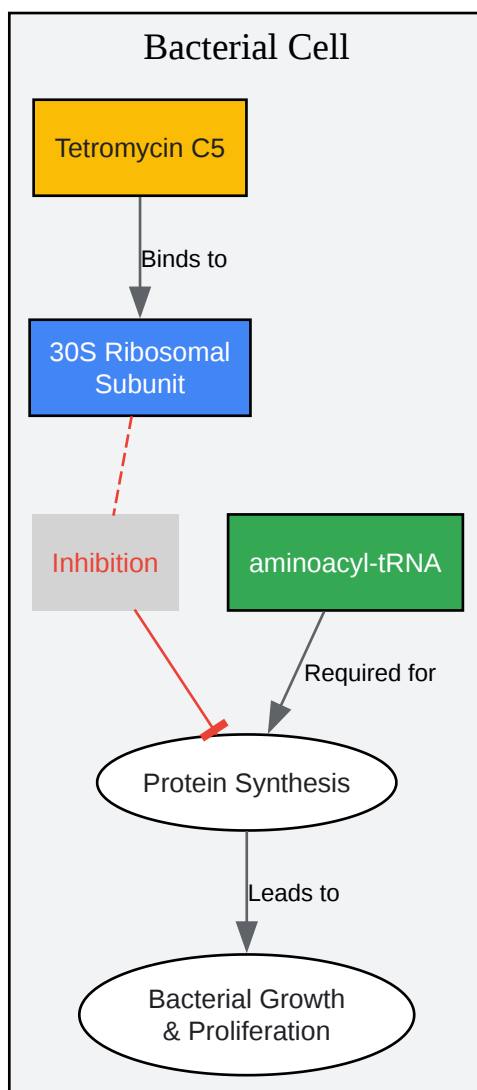 Bacterial Cell
Tetromycin C5
Binds to
30S Ribosomal
Subunit
Inhibition
aminoacyl-tRNA
Required for
Protein Synthesis
Leads to
Bacterial Growth
& Proliferation